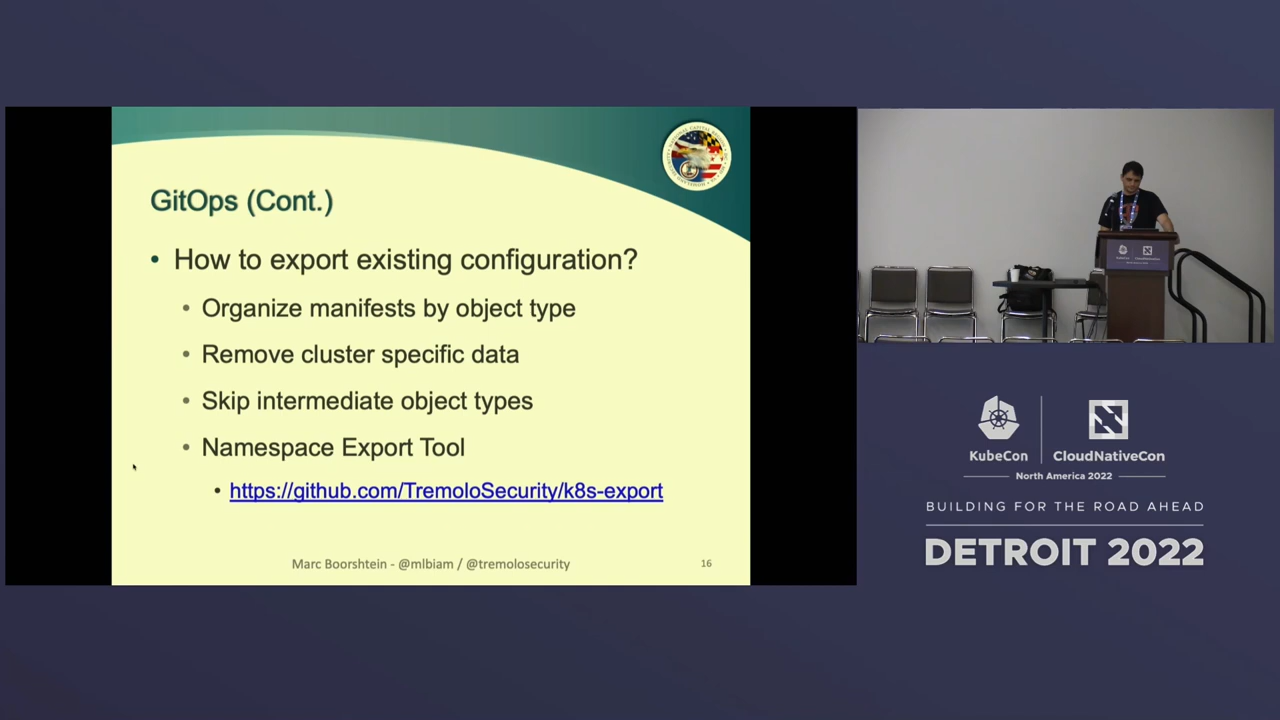 GitOps (Cont.)
• How to export existing configuration?
• Organize manifests by object type
• Remove cluster specific data
• Skip intermediate object types
• Namespace Export Tool
• https://github.com/TremoloSecurity/k8s-export
Marc Boorshtein - @mlbiam / @tremolosecurity
16
KubeCon
CloudNativeCon
North America 2022
BUILDING FOR THE ROAD AHEAD
DETROIT 2022